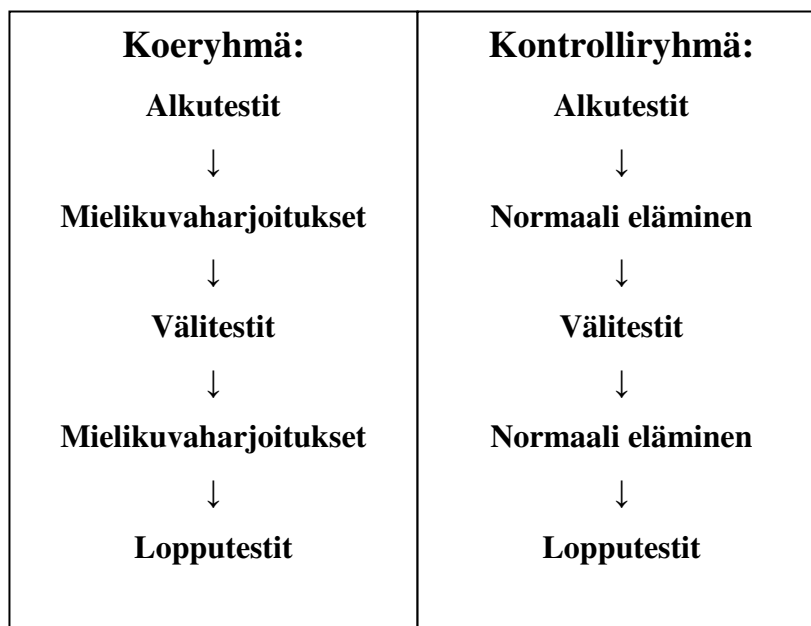 Koeryhmä:
Alkutestit
↓
Mielikuvaharjoitukset
↓
Välitestit
↓
Mielikuvaharjoitukset
↓
Lopputestit
Kontrolliryhmä:
Alkutestit
↓
Normaali eläminen
↓
Välitestit
↓
Normaali eläminen
↓
Lopputestit